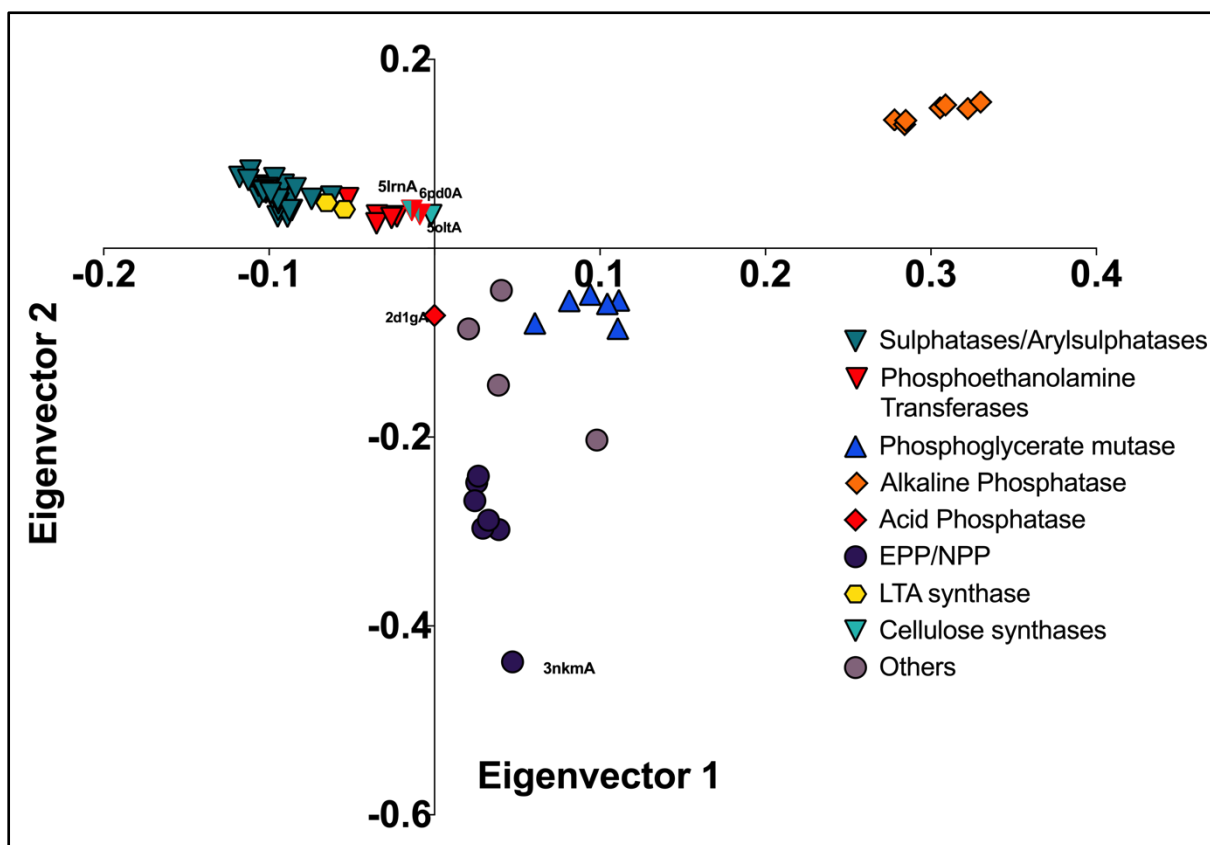 0.2
5lrnA
6pd0A
5oltA
-0.2 -0.1 0.1 0.2 0.3 0.4
2d1gA
Sulphatases/Arylsulphatases
Phosphoethanolamine
Transferases
Phosphoglycerate mutase
Alkaline Phosphatase
Acid Phosphatase
EPP/NPP
LTA synthase
Cellulose synthases
Others
Eigenvector 2
-0.2
-0.4
3nkmA
Eigenvector 1
-0.6